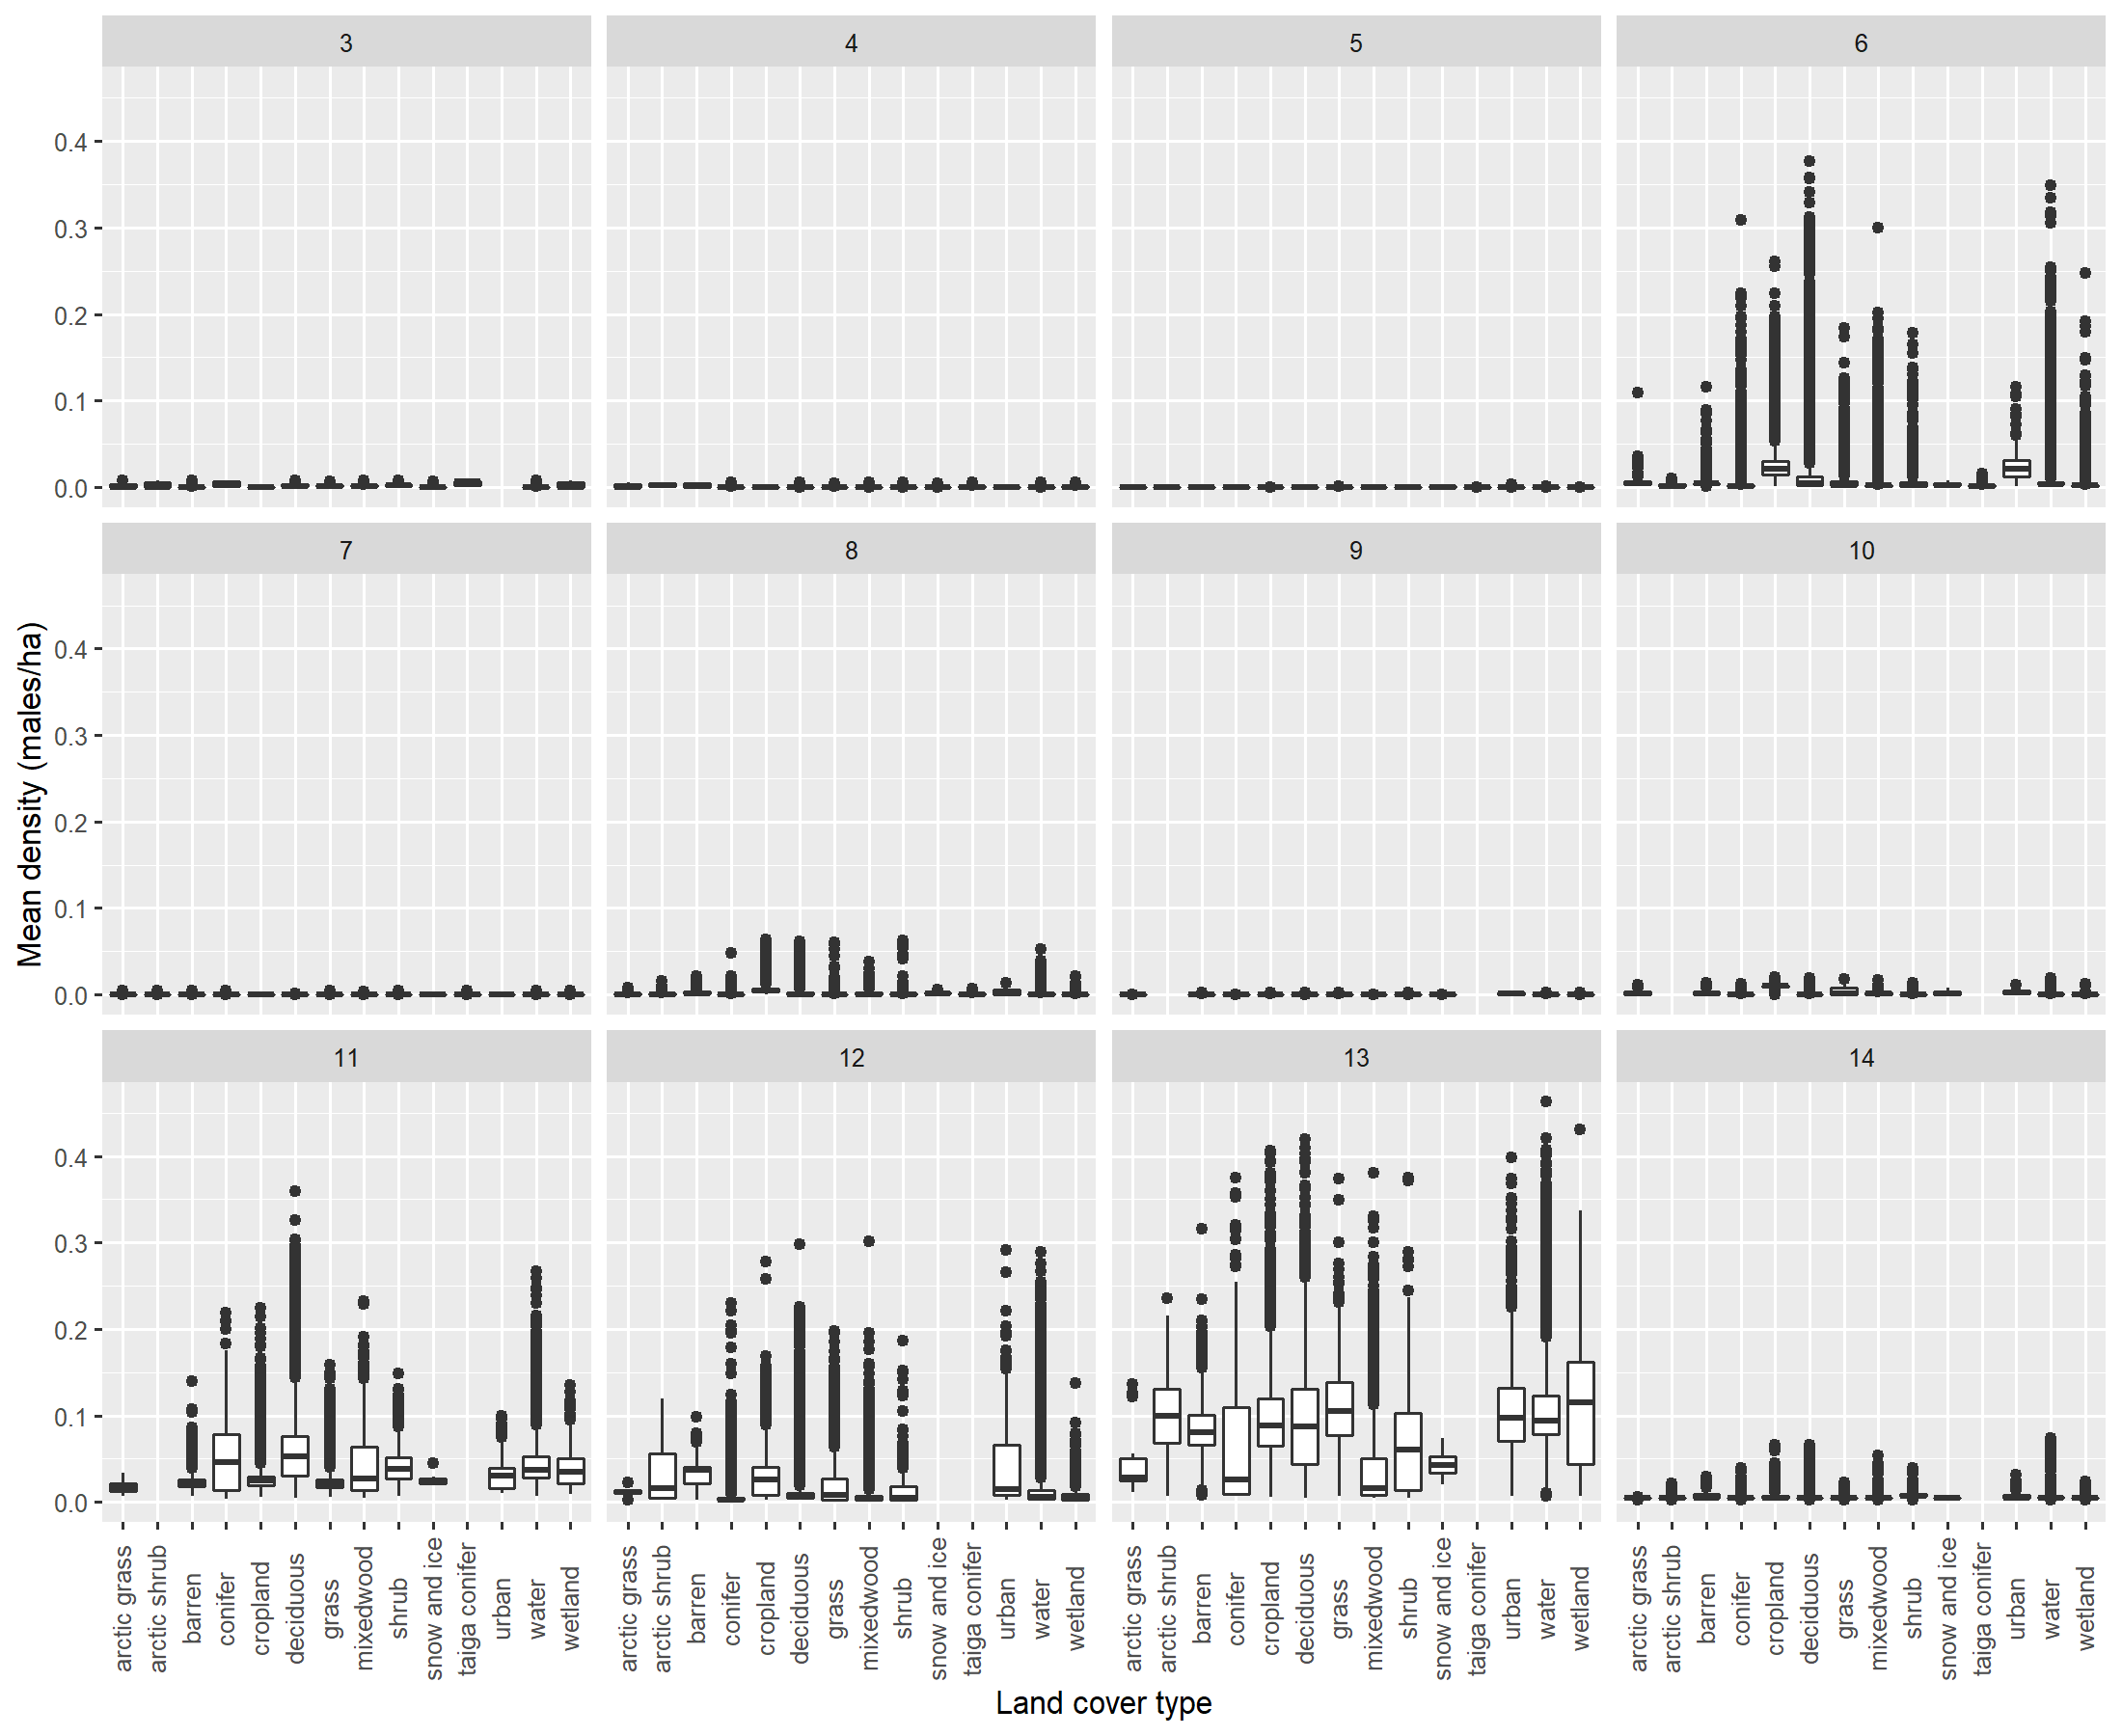 3 4 5 6
0.4
0.3
0.2
0.1
0.0
7 8 9 10
0.4
0.3
0.2
0.1
0.0
11 12 13 14
0.4
0.3
0.2
0.1
0.0
Mean density (males/ha)
arctic grass arctic shrub barren conifer cropland deciduous grass mixedwood shrub snow and ice taiga conifer urban water wetland
arctic grass arctic shrub barren conifer cropland deciduous grass mixedwood shrub snow and ice taiga conifer urban water wetland
arctic grass arctic shrub barren conifer cropland deciduous grass mixedwood shrub snow and ice taiga conifer urban water wetland
arctic grass arctic shrub barren conifer cropland deciduous grass mixedwood shrub snow and ice taiga conifer urban water wetland
Land cover type